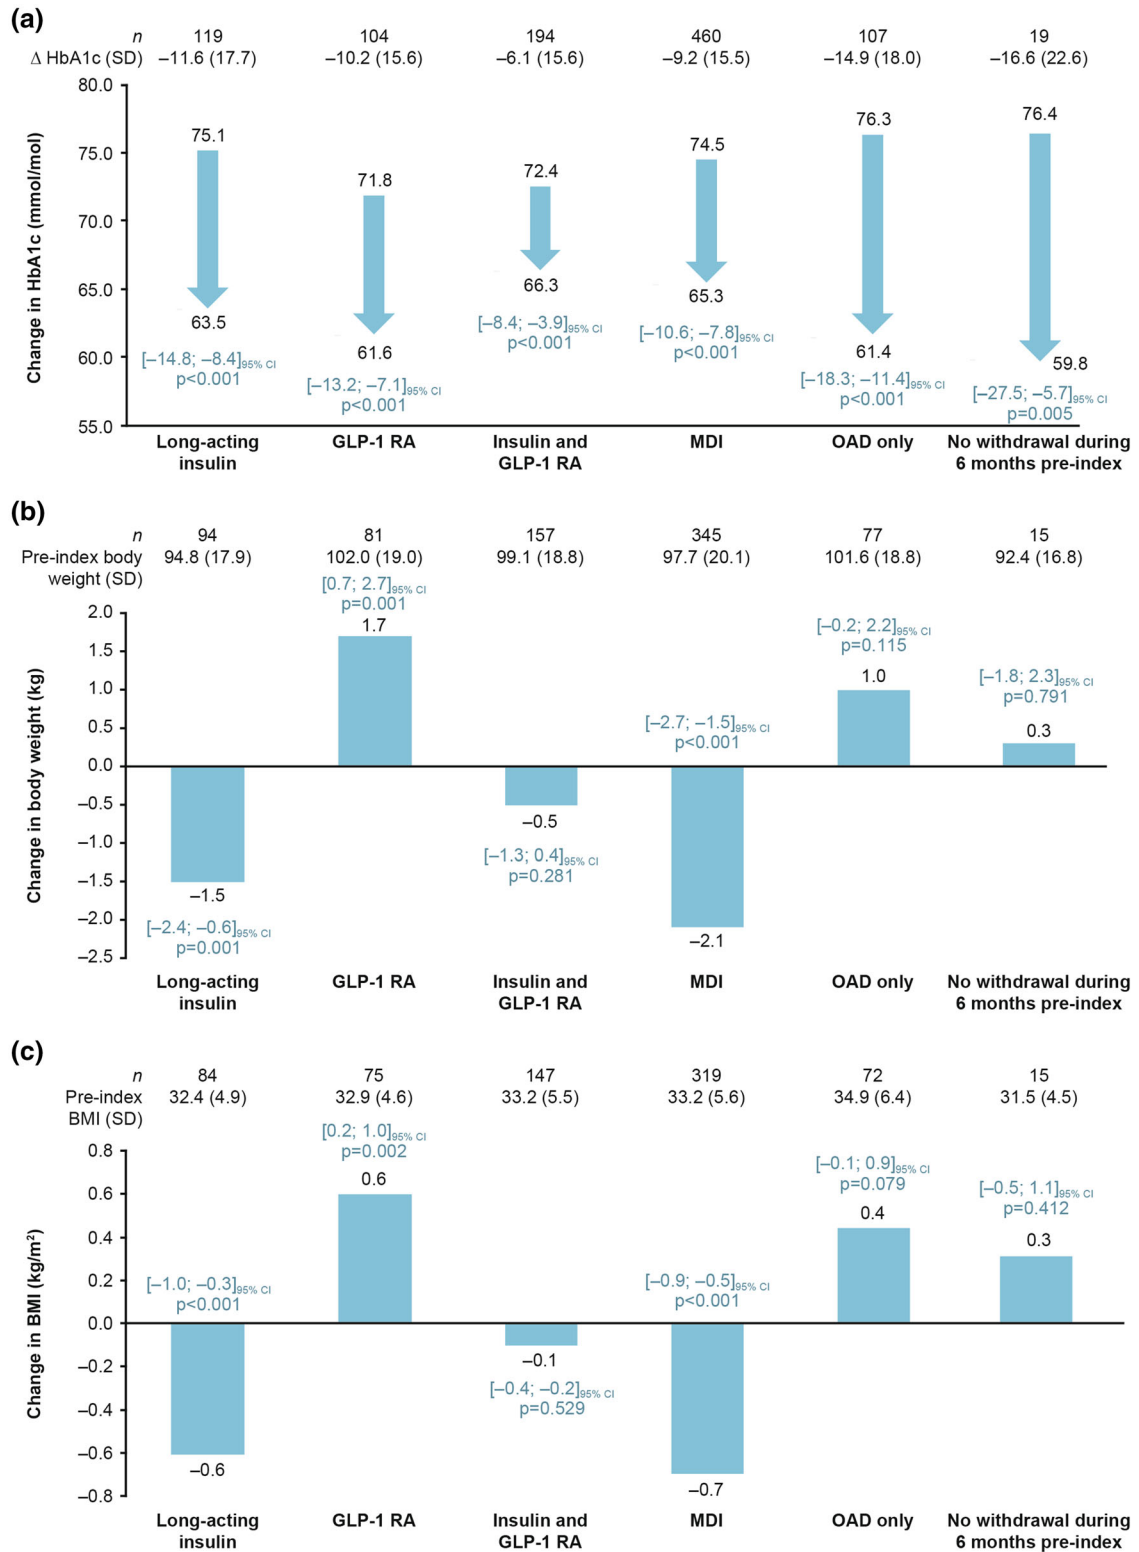 (a)
n 119 104 194 460 107 19
Δ HbA1c (SD) –11.6 (17.7) –10.2 (15.6) –6.1 (15.6) –9.2 (15.5) –14.9 (18.0) –16.6 (22.6)
Change in HbA1c (mmol/mol)
80.0
75.0
70.0
65.0
60.0
55.0
75.1
63.5
[–14.8; –8.4]95% CI
p<0.001
71.8
61.6
[–13.2; –7.1]95% CI
p<0.001
72.4
66.3
[–8.4; –3.9]95% CI
p<0.001
74.5
65.3
[–10.6; –7.8]95% CI
p<0.001
76.3
61.4
[–18.3; –11.4]95% CI
p<0.001
76.4
59.8
[–27.5; –5.7]95% CI
p=0.005
Long-acting
insulin
GLP-1 RA
Insulin and
GLP-1 RA
MDI
OAD only
No withdrawal during
6 months pre-index
(b)
n 94 81 157 345 77 15
Pre-index body 94.8 (17.9) 102.0 (19.0) 99.1 (18.8) 97.7 (20.1) 101.6 (18.8) 92.4 (16.8)
weight (SD)
Change in body weight (kg)
2.0
1.5
1.0
0.5
0.0
–0.5
–1.0
–1.5
–2.0
–2.5
–1.5
[–2.4; –0.6]95% CI
p=0.001
[0.7; 2.7]95% CI
p=0.001
1.7
–0.5
[–1.3; 0.4]95% CI
p=0.281
[–2.7; –1.5]95% CI
p<0.001
–2.1
[–0.2; 2.2]95% CI
p=0.115
1.0
[–1.8; 2.3]95% CI
p=0.791
0.3
Long-acting
insulin
GLP-1 RA
Insulin and
GLP-1 RA
MDI
OAD only
No withdrawal during
6 months pre-index
(c)
n 84 75 147 319 72 15
Pre-index 32.4 (4.9) 32.9 (4.6) 33.2 (5.5) 33.2 (5.6) 34.9 (6.4) 31.5 (4.5)
BMI (SD)
Change in BMI (kg/m²)
0.8
0.6
0.4
0.2
0.0
–0.2
–0.4
–0.6
–0.8
[–1.0; –0.3]95% CI
p<0.001
–0.6
[0.2; 1.0]95% CI
p=0.002
0.6
–0.1
[–0.4; –0.2]95% CI
p=0.529
[–0.9; –0.5]95% CI
p<0.001
–0.7
[–0.1; 0.9]95% CI
p=0.079
0.4
[–0.5; 1.1]95% CI
p=0.412
0.3
Long-acting
insulin
GLP-1 RA
Insulin and
GLP-1 RA
MDI
OAD only
No withdrawal during
6 months pre-index